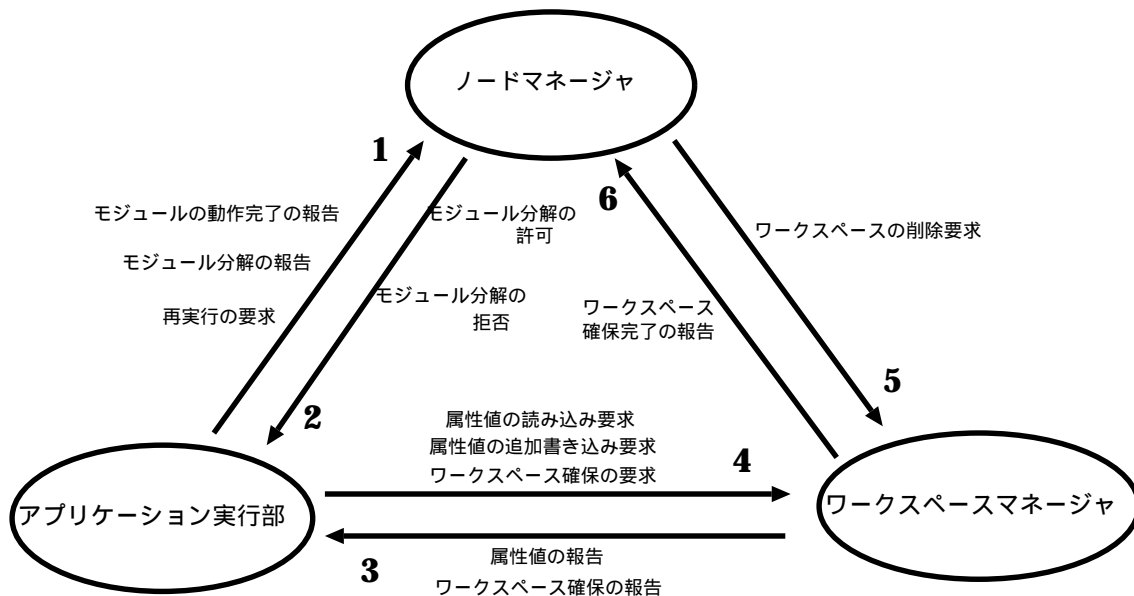 ノードマネージャ
1
6
モジュールの動作完了の報告
モジュール分解の報告
再実行の要求
モジュール分解の
許可
モジュール分解の
拒否
ワークスペースの削除要求
ワークスペース
確保完了の報告
2
5
属性値の読み込み要求
属性値の追加書き込み要求
ワークスペース確保の要求
4
アプリケーション実行部
ワークスペースマネージャ
3
属性値の報告
ワークスペース確保の報告